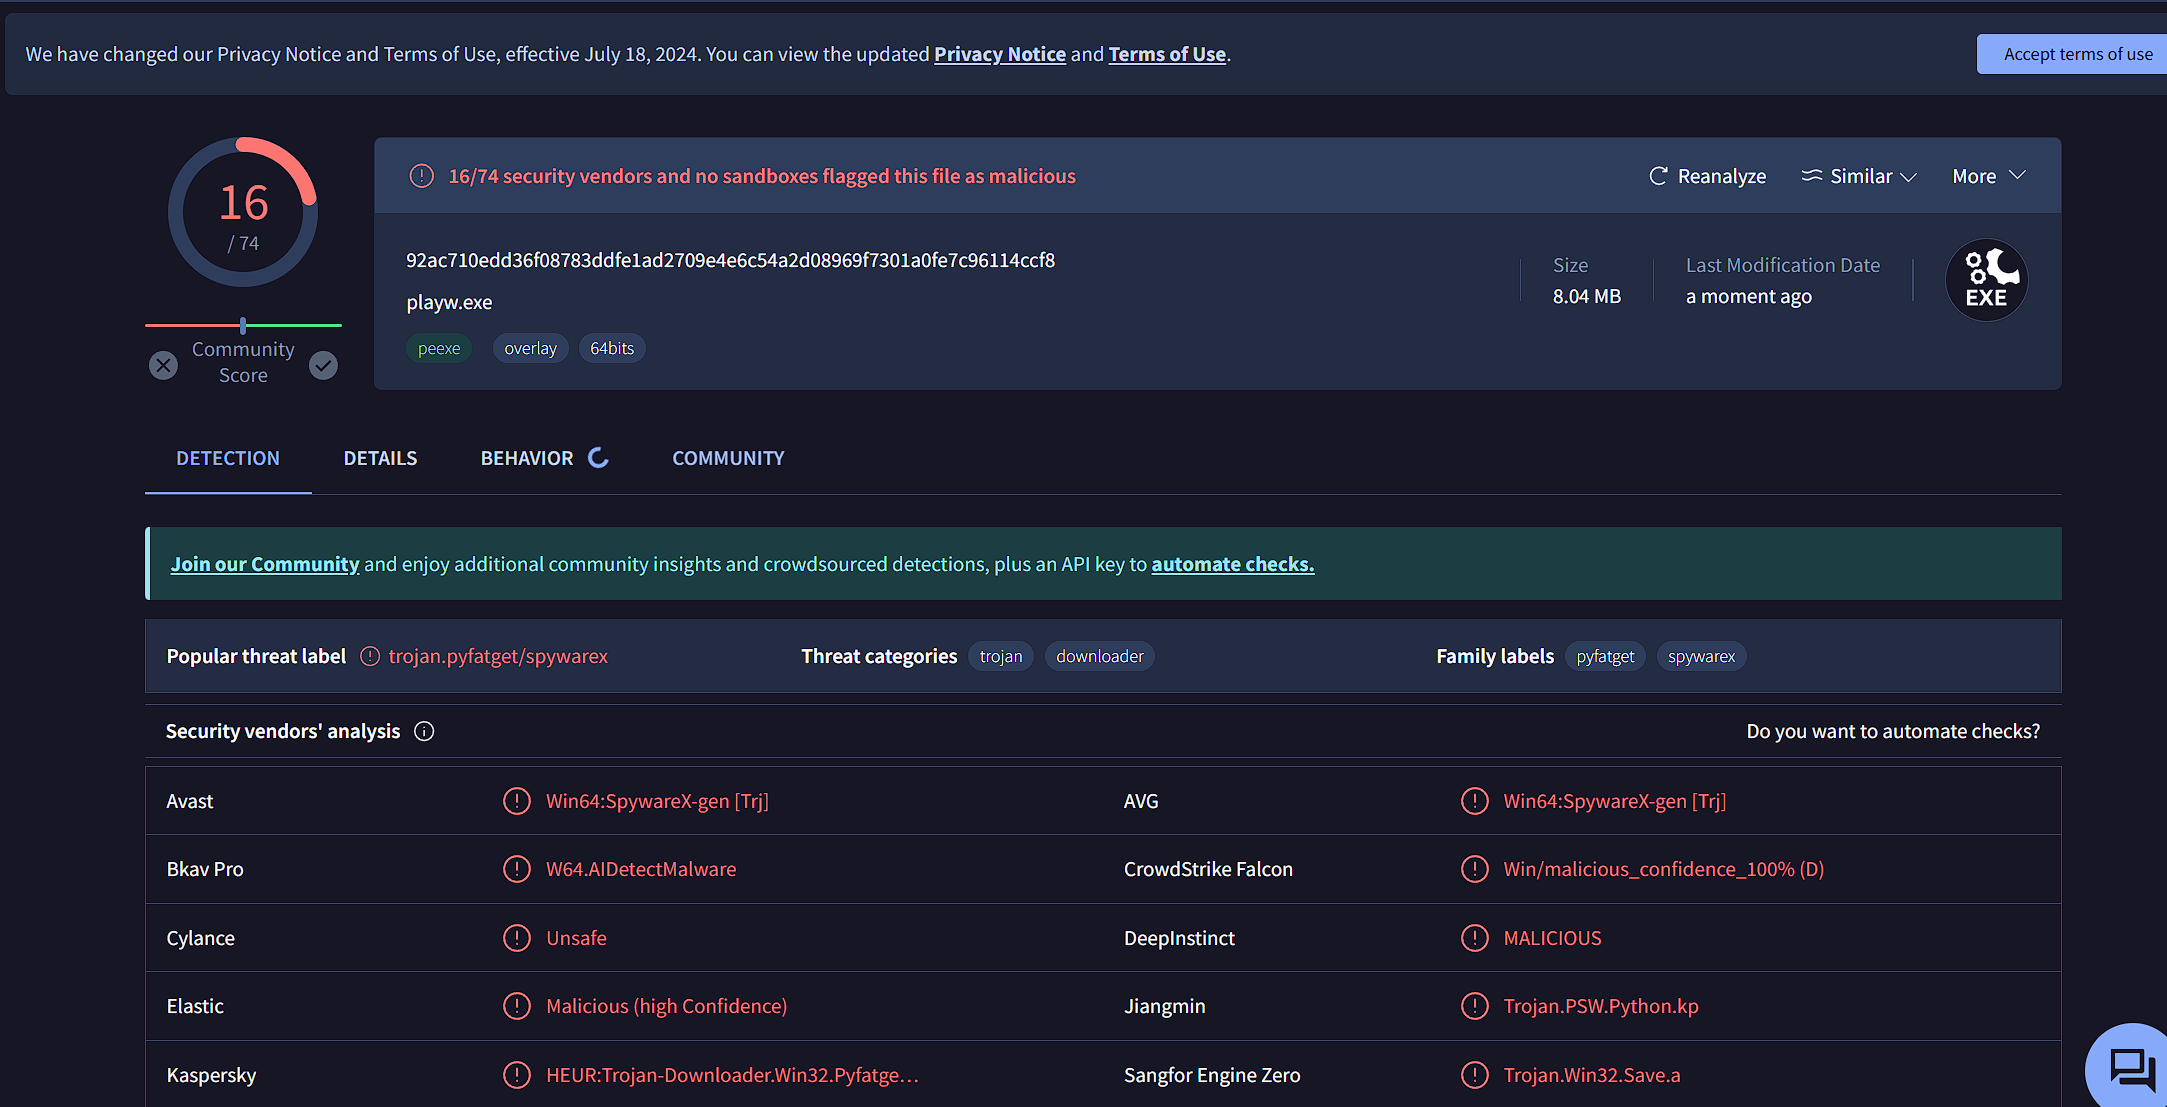 We have changed our Privacy Notice and Terms of Use, effective July 18, 2024. You can view the updated Privacy Notice and Terms of Use.
Accept terms of use
16
/ 74
Community
Score
16/74 security vendors and no sandboxes flagged this file as malicious
Reanalyze
Similar
More
92ac710edd36f08783ddfe1ad2709e4e6c54a2d08969f7301a0fe7c96114ccf8
playw.exe
peexe
overlay
64bits
Size
8.04 MB
Last Modification Date
a moment ago
EXE
DETECTION
DETAILS
BEHAVIOR
COMMUNITY
Join our Community and enjoy additional community insights and crowdsourced detections, plus an API key to automate checks.
Popular threat label
trojan.pyfatget/spywarex
Threat categories
trojan
downloader
Family labels
pyfatget
spywarex
Security vendors' analysis
Do you want to automate checks?
Avast
Win64:SpywareX-gen [Trj]
AVG
Win64:SpywareX-gen [Trj]
Bkav Pro
W64.AIDetectMalware
CrowdStrike Falcon
Win/malicious_confidence_100% (D)
Cylance
Unsafe
DeepInstinct
MALICIOUS
Elastic
Malicious (high Confidence)
Jiangmin
Trojan.PSW.Python.kp
Kaspersky
HEUR:Trojan-Downloader.Win32.Pyfatge…
Sangfor Engine Zero
Trojan.Win32.Save.a